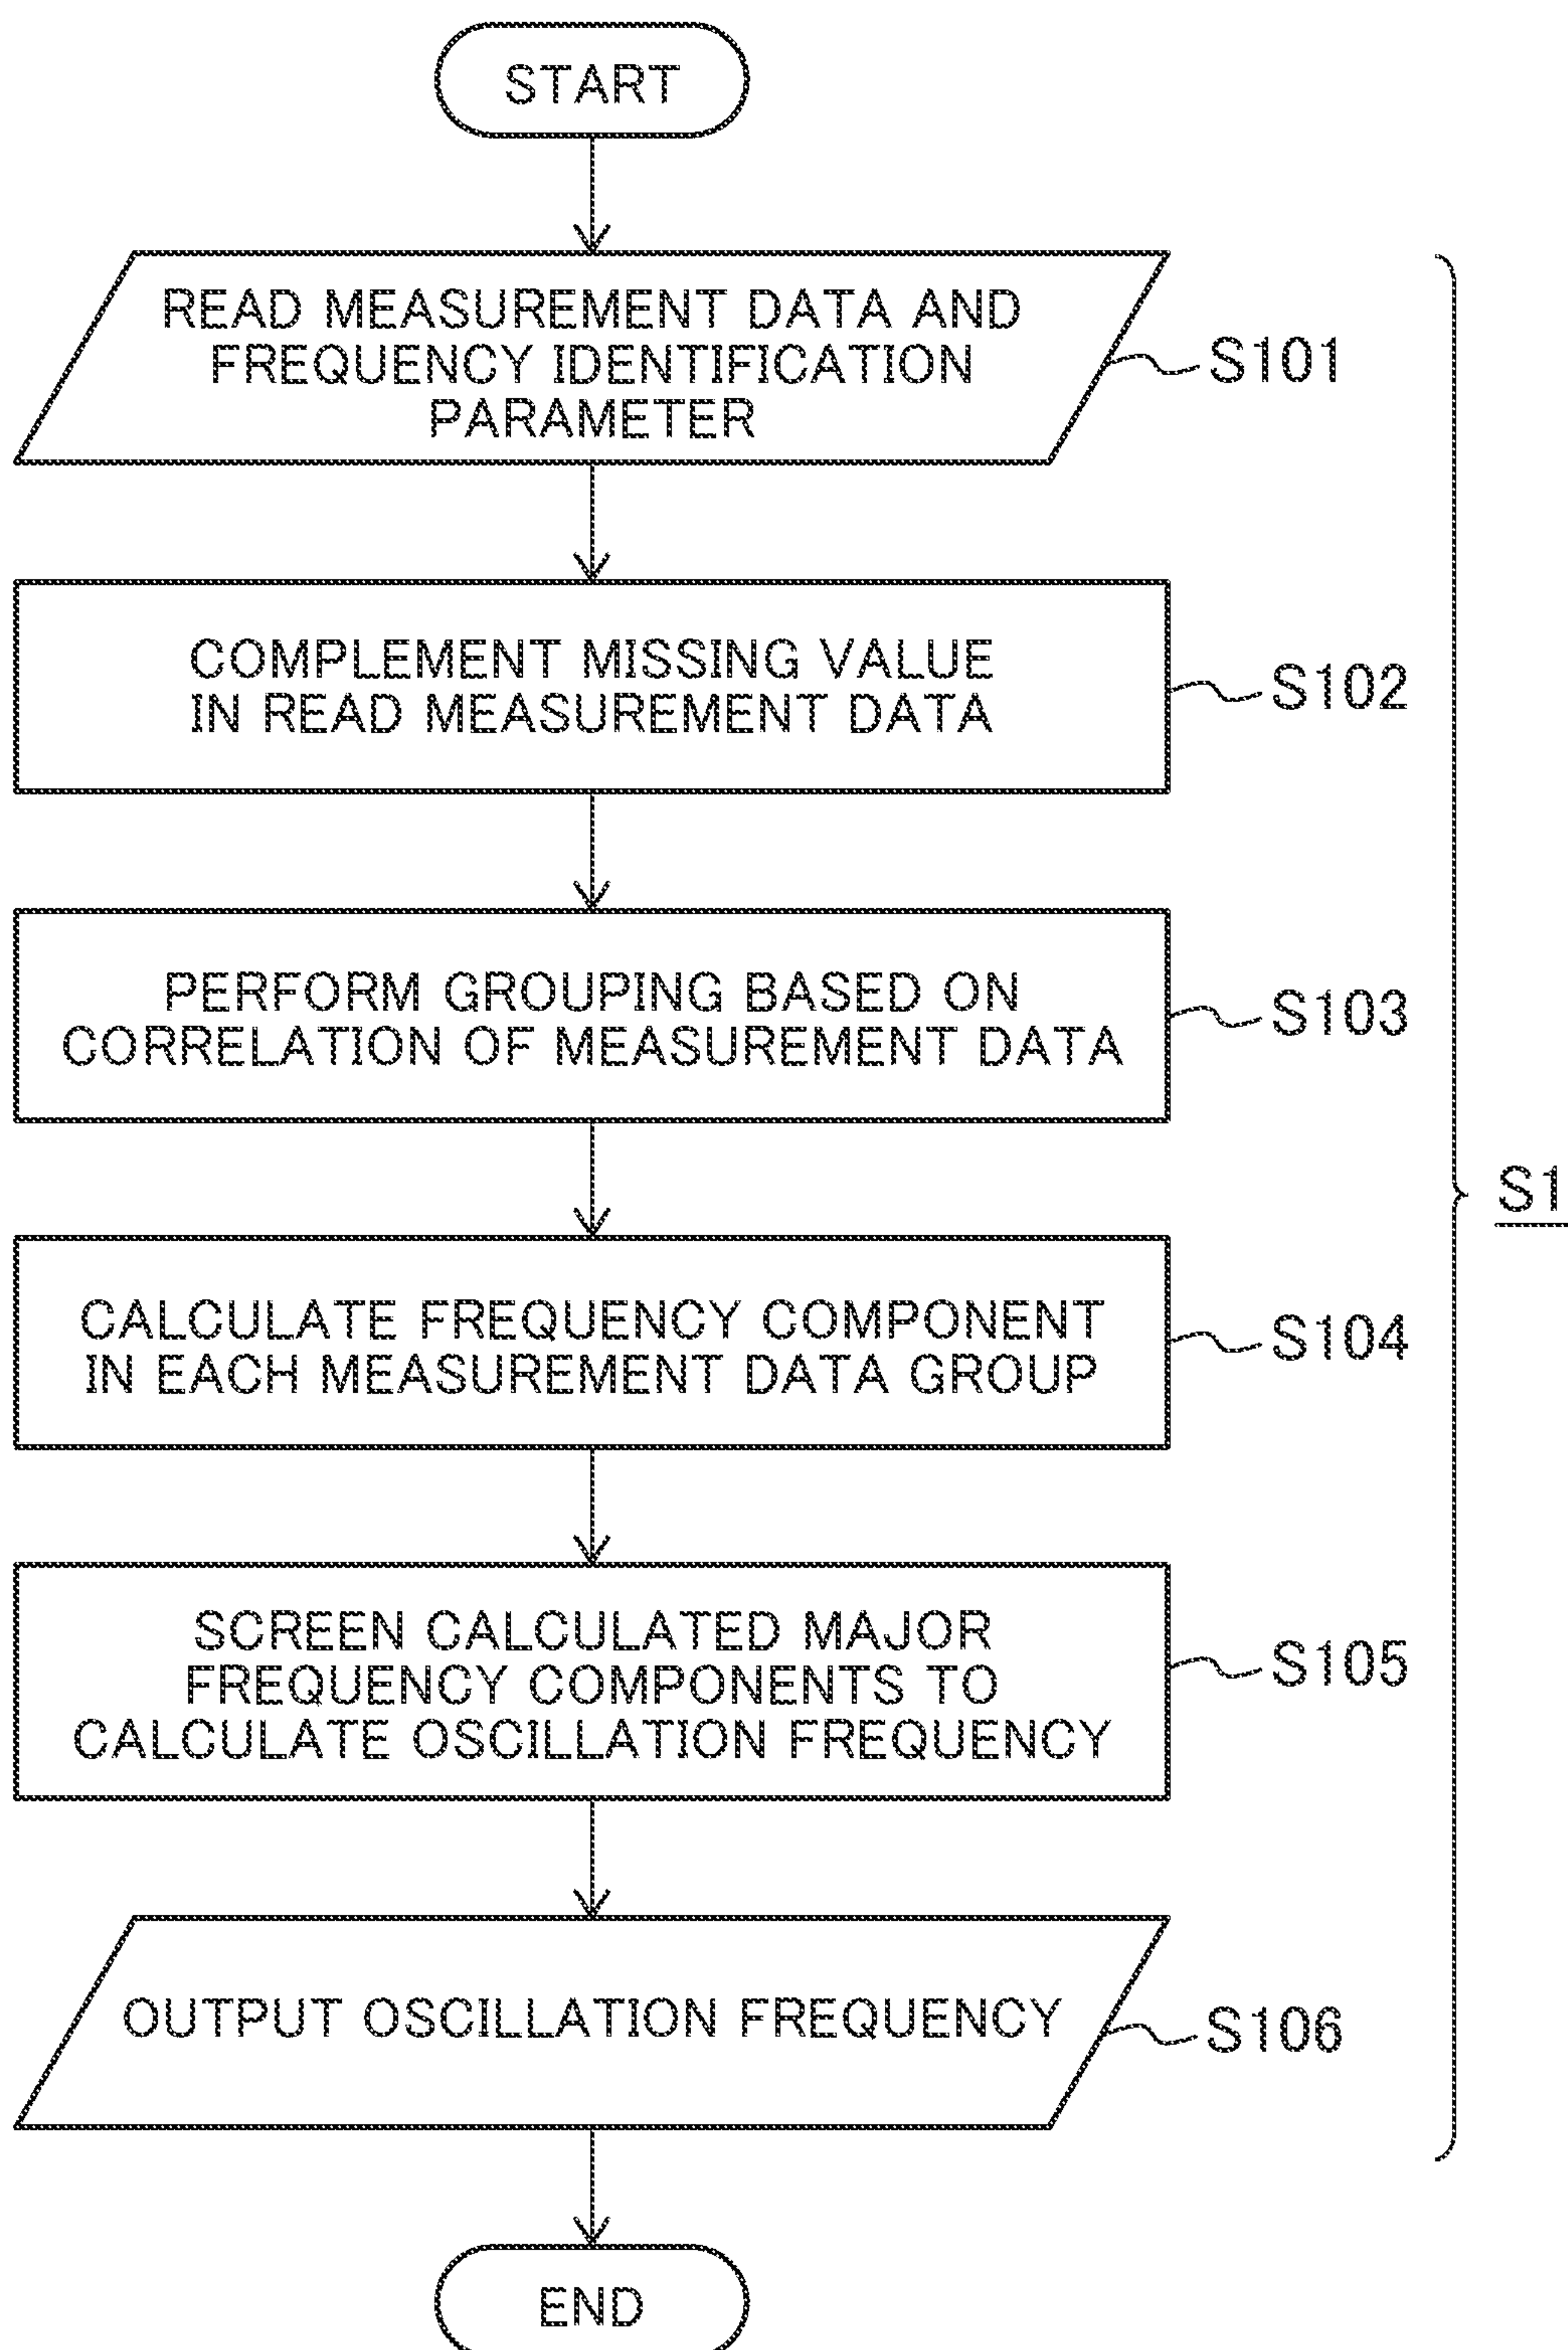 START
READ MEASUREMENT DATA AND
FREQUENCY IDENTIFICATION
PARAMETER
S101
COMPLEMENT MISSING VALUE
IN READ MEASUREMENT DATA
S102
PERFORM GROUPING BASED ON
CORRELATION OF MEASUREMENT DATA
S103
S1
CALCULATE FREQUENCY COMPONENT
IN EACH MEASUREMENT DATA GROUP
S104
SCREEN CALCULATED MAJOR
FREQUENCY COMPONENTS TO
CALCULATE OSCILLATION FREQUENCY
S105
OUTPUT OSCILLATION FREQUENCY
S106
END